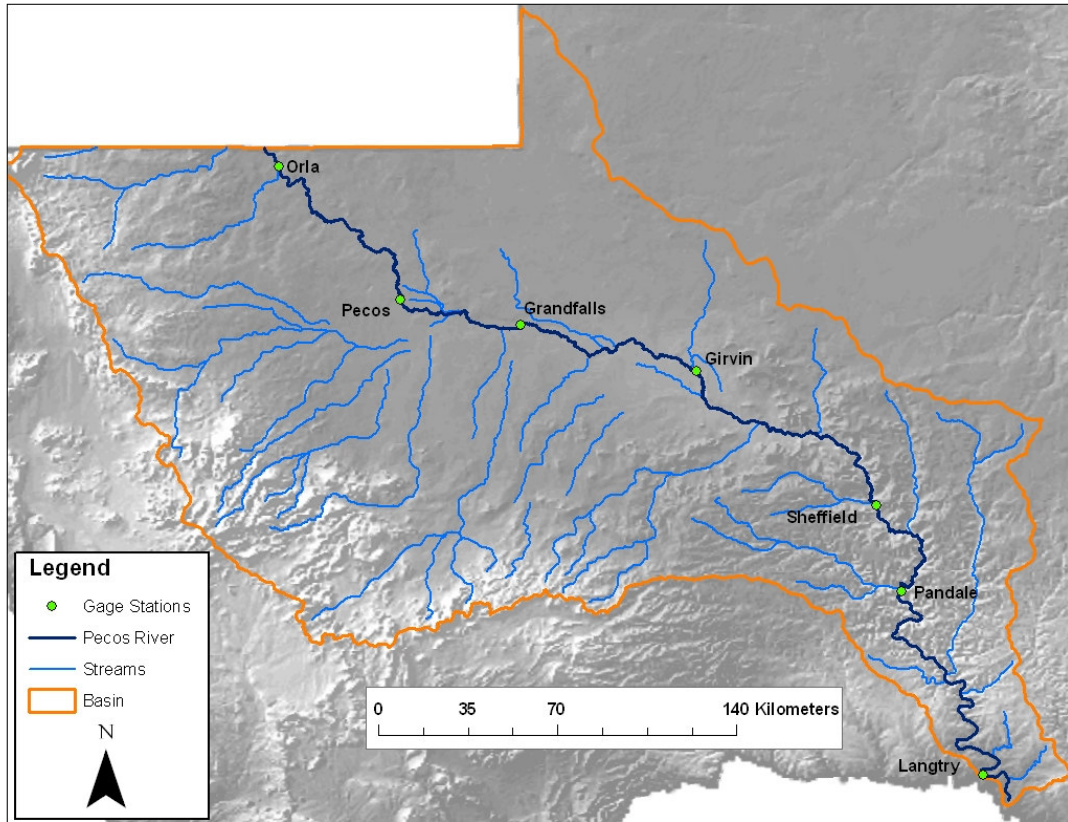 Orla
Pecos
Grandfalls
Girvin
Sheffield
Pandale
Langtry
Legend
Gage Stations
Pecos River
Streams
Basin
N
0 35 70 140 Kilometers